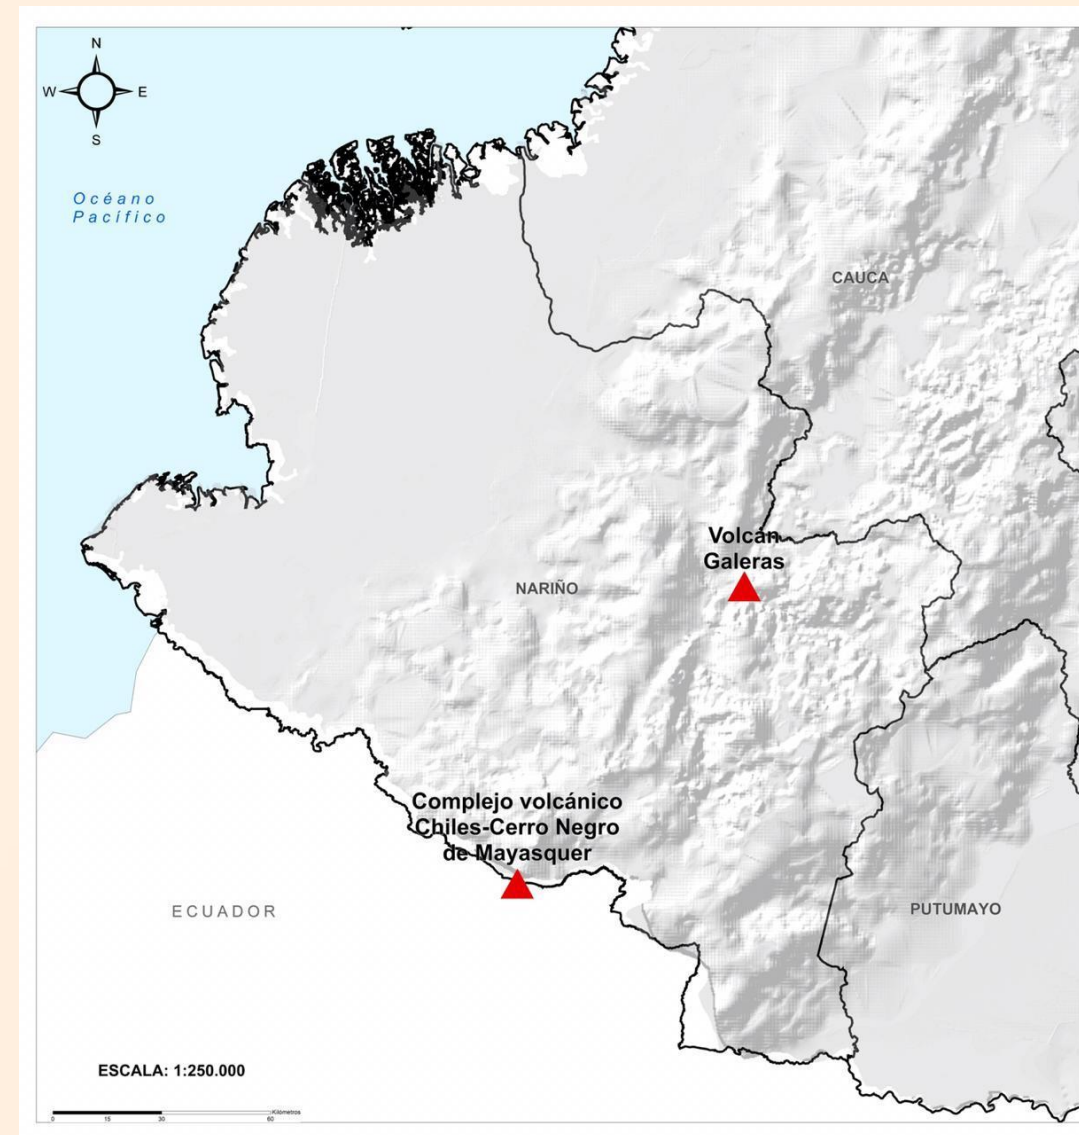 N
W E
S
Océano
Pacífico
CAUCA
Volcán
Galeras
NARIÑO
Complejo volcánico
Chiles-Cerro Negro
de Mayasquer
ECUADOR
PUTUMAYO
ESCALA: 1:250.000
Kilómetros
0 15 30 60